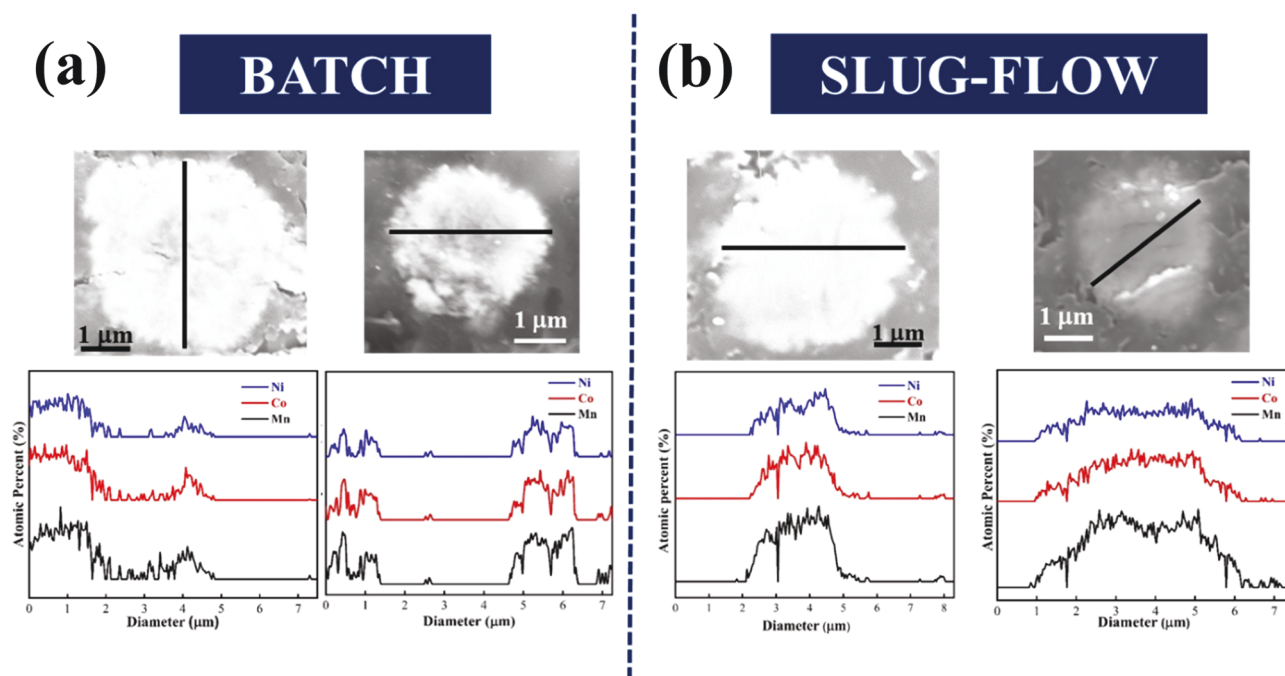 (a)
BATCH
(b)
SLUG-FLOW
1 μm
1 μm
1 μm
1 μm
Ni
Co
Mn
Atomic Percent (%)
0 1 2 3 4 5 6 7
Diameter (μm)
Ni
Co
Mn
0 1 2 3 4 5 6 7
Diameter (μm)
Ni
Co
Mn
Atomic percent (%)
0 1 2 3 4 5 6 7 8
Diameter (μm)
Ni
Co
Mn
Atomic Percent (%)
0 1 2 3 4 5 6 7
Diameter (μm)